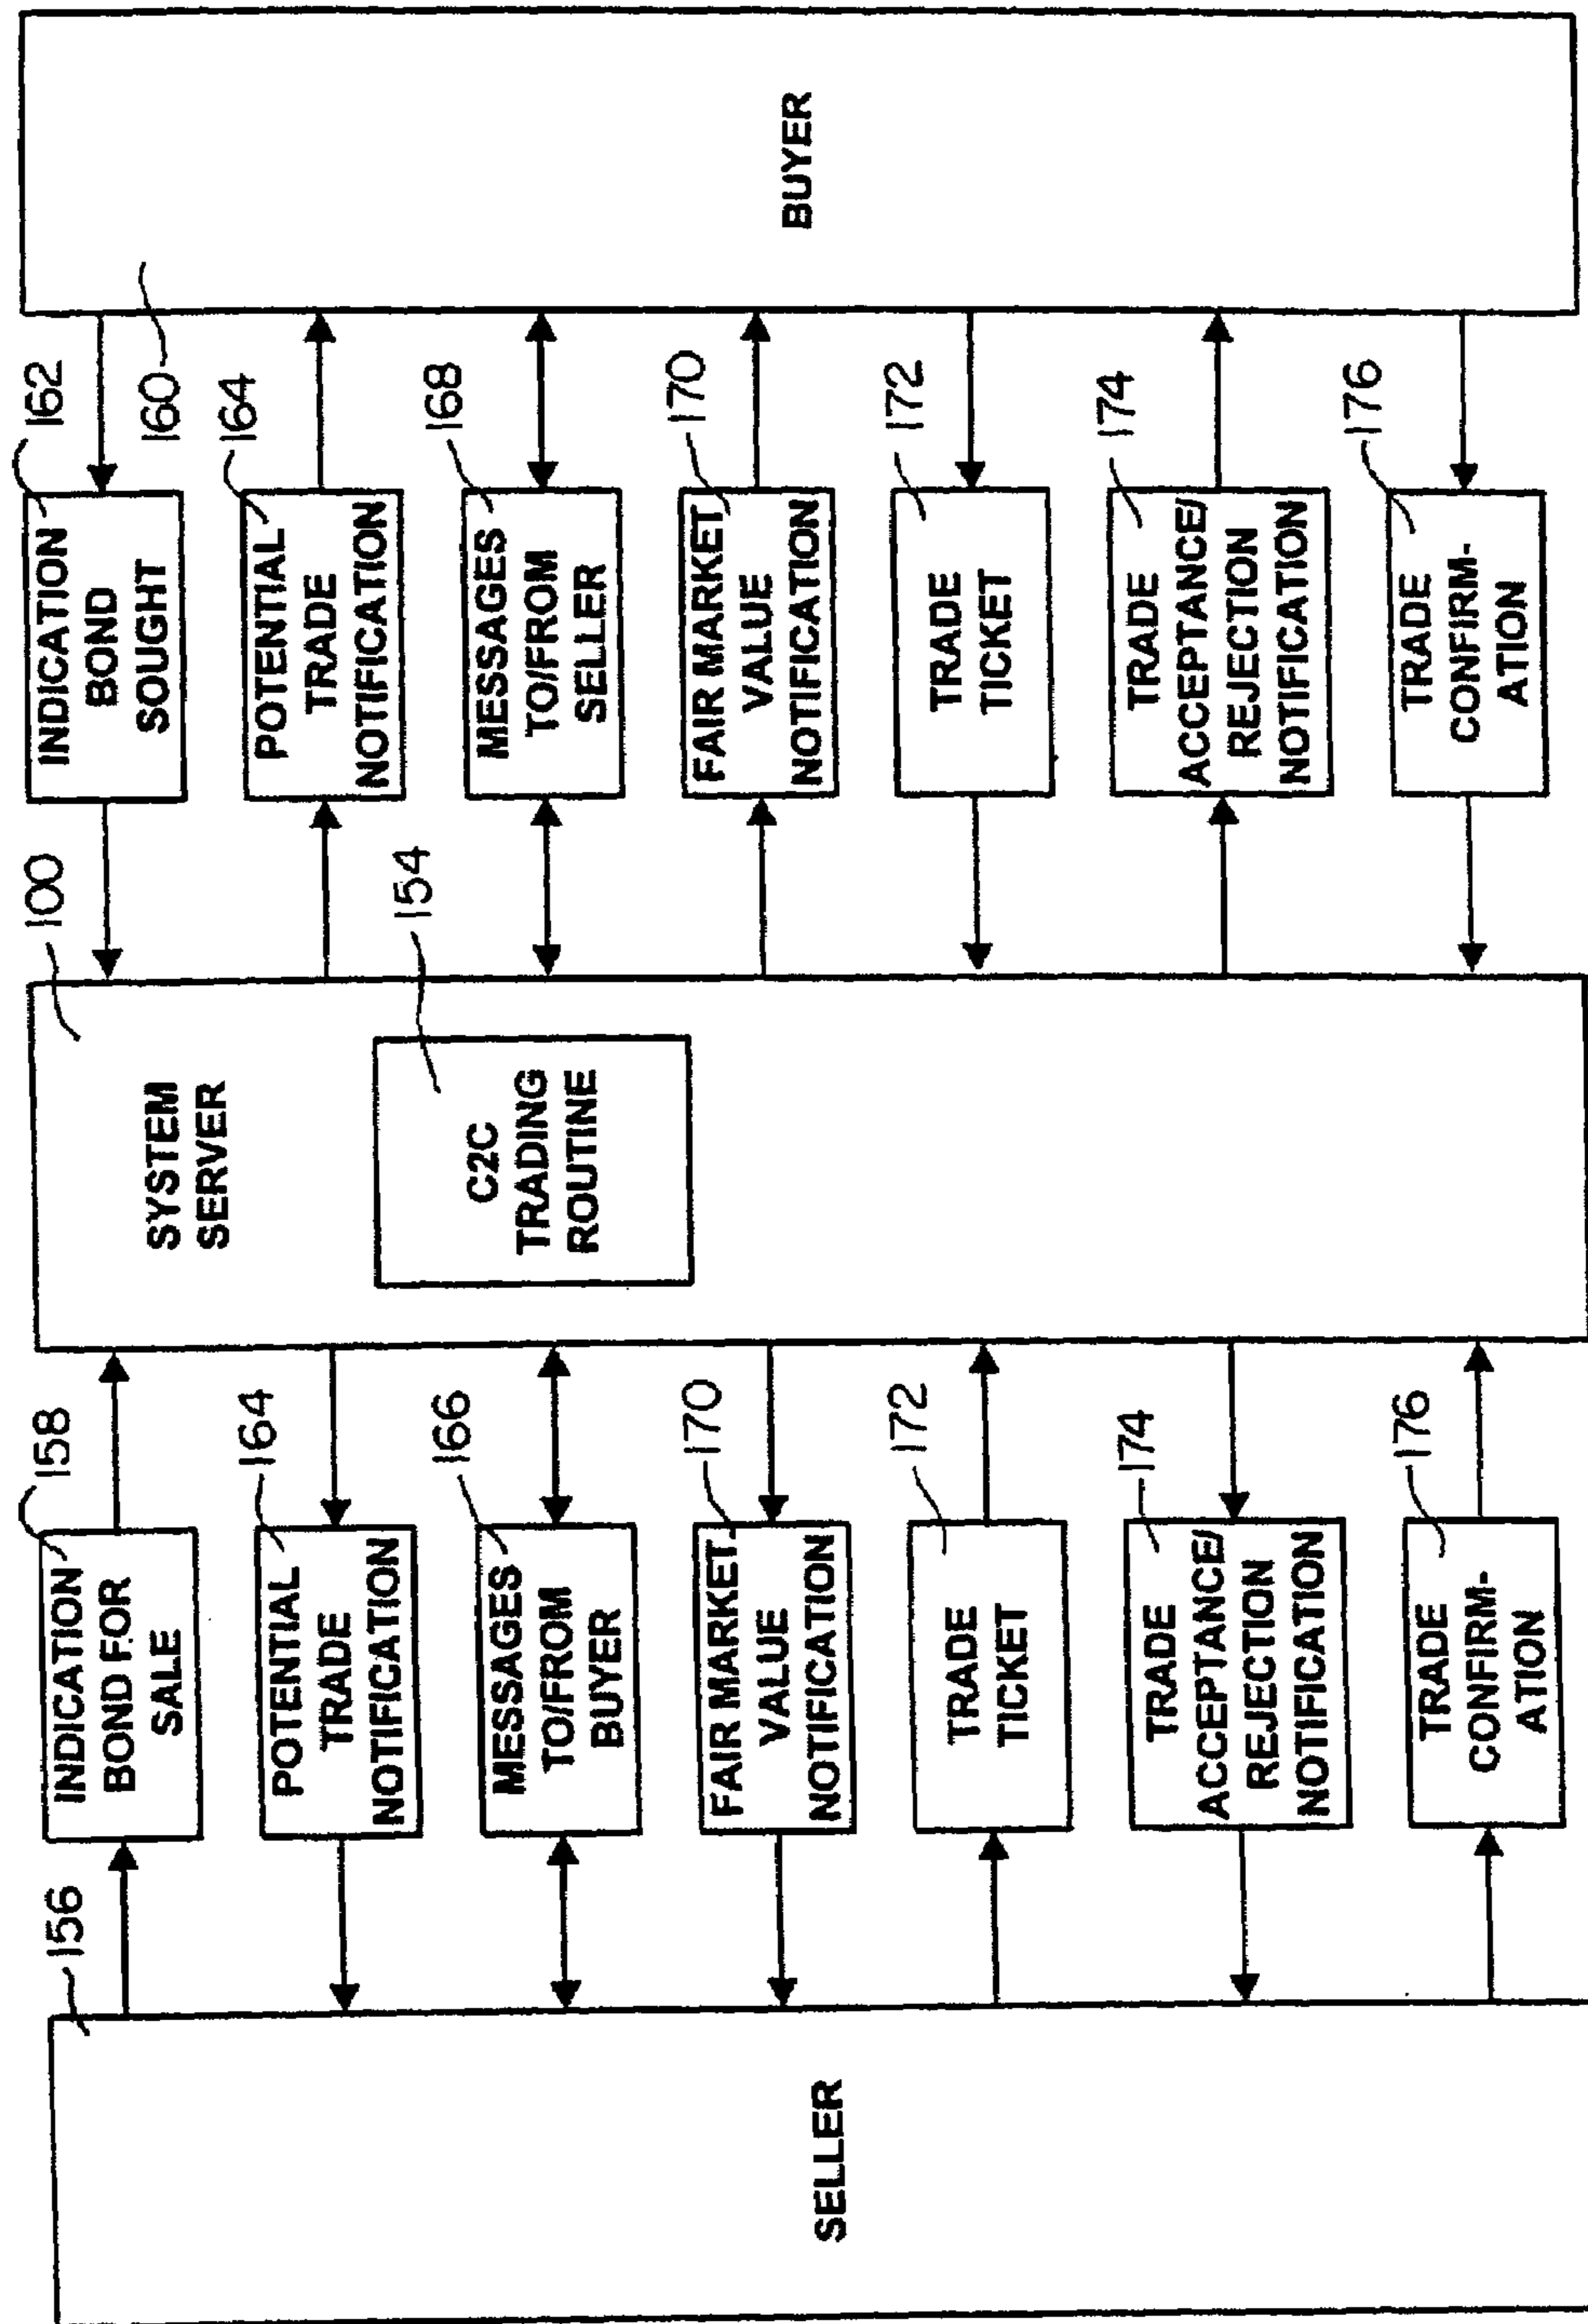 SELLER
156
INDICATION
BOND FOR
SALE
158
POTENTIAL
TRADE
NOTIFICATION
164
MESSAGES
TO/FROM
BUYER
166
FAIR MARKET
VALUE
NOTIFICATION
170
TRADE
TICKET
172
TRADE
ACCEPTANCE/
REJECTION
NOTIFICATION
174
TRADE
CONFIRM-
ATION
176
SYSTEM
SERVER
100
C2C
TRADING
ROUTINE
154
INDICATION
BOND
SOUGHT
162
POTENTIAL
TRADE
NOTIFICATION
164
MESSAGES
TO/FROM
SELLER
168
FAIR MARKET
VALUE
NOTIFICATION
170
TRADE
TICKET
172
TRADE
ACCEPTANCE/
REJECTION
NOTIFICATION
174
TRADE
CONFIRM-
ATION
176
BUYER
160